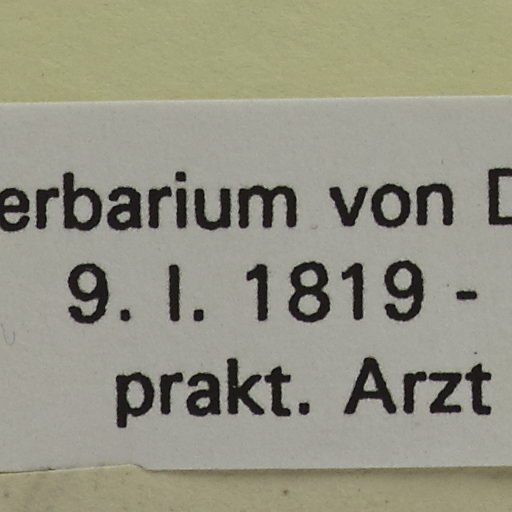 erbarium von D
9. I. 1819 -
prakt. Arzt